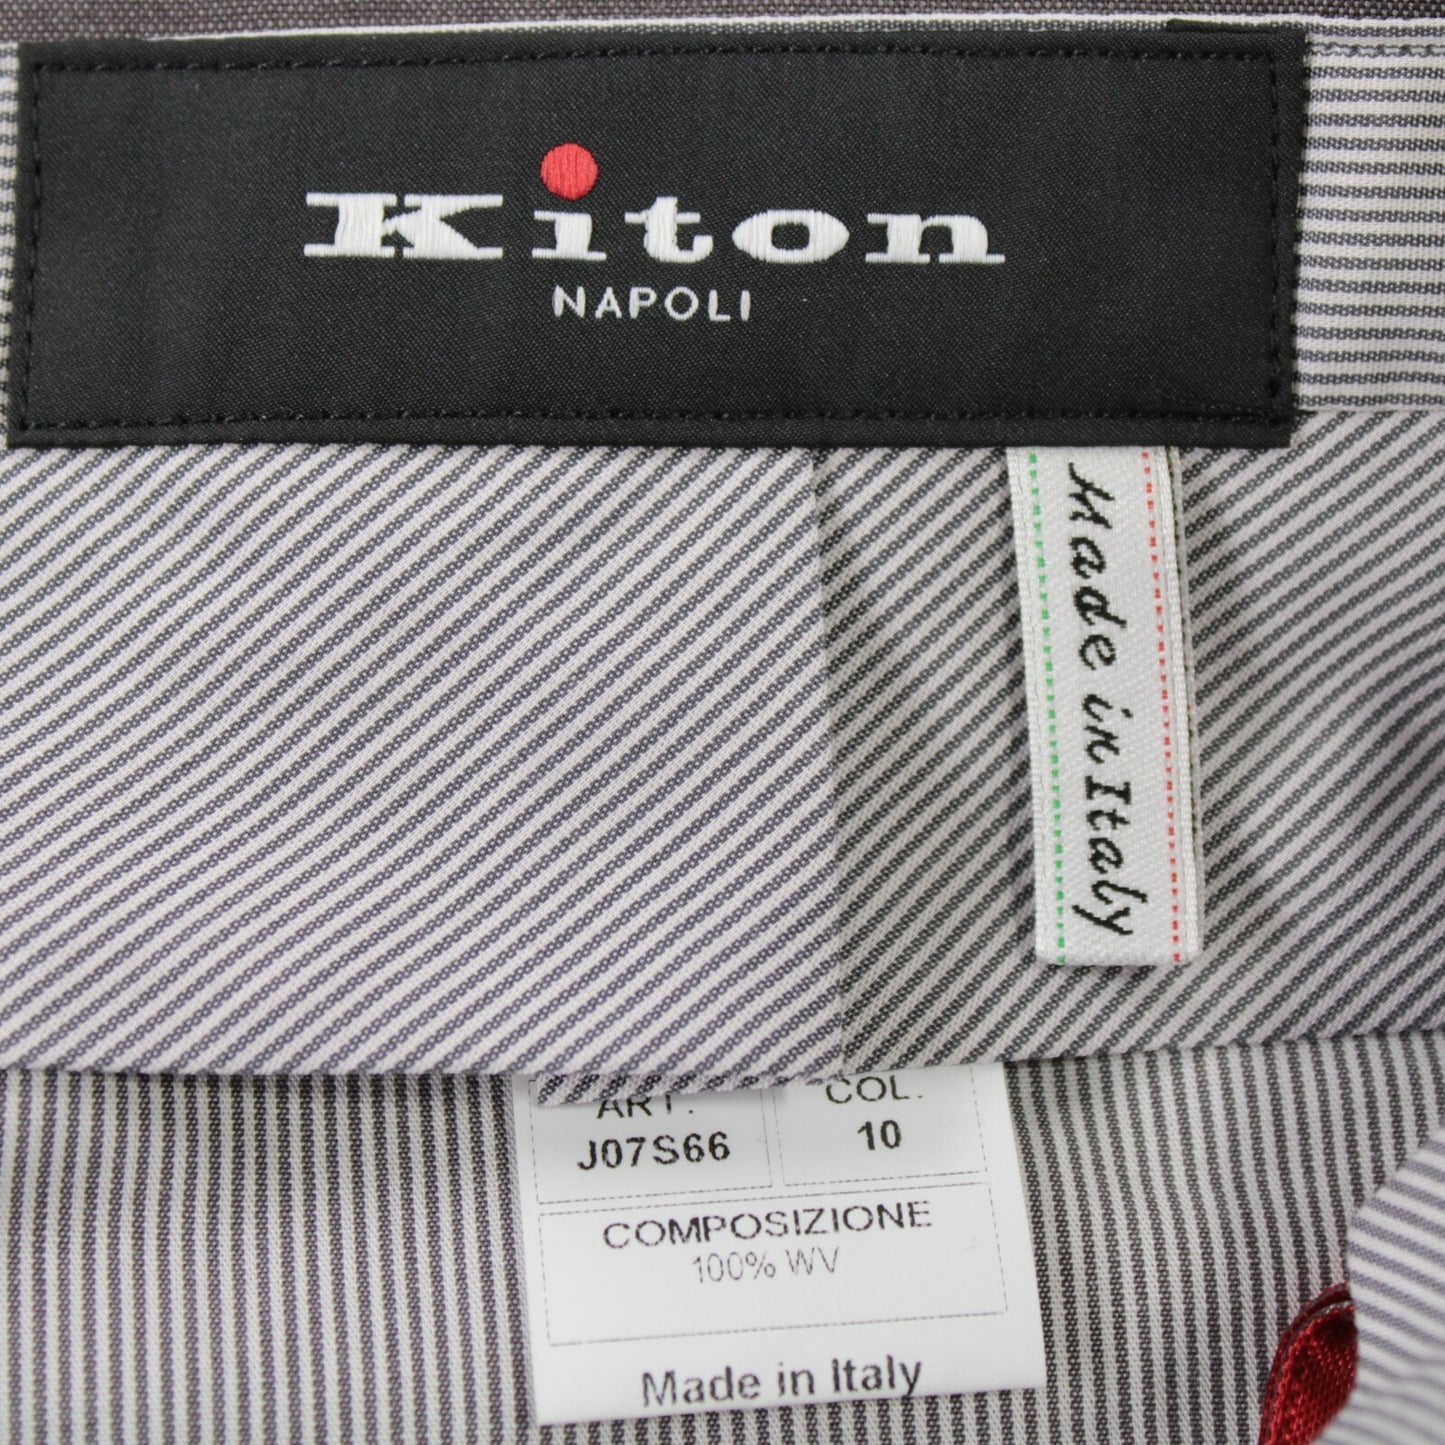 Kiton
NAPOLI
Made in Italy
ART. COL.
J07S66 10
COMPOSIZIONE
100% WV
Made in Italy